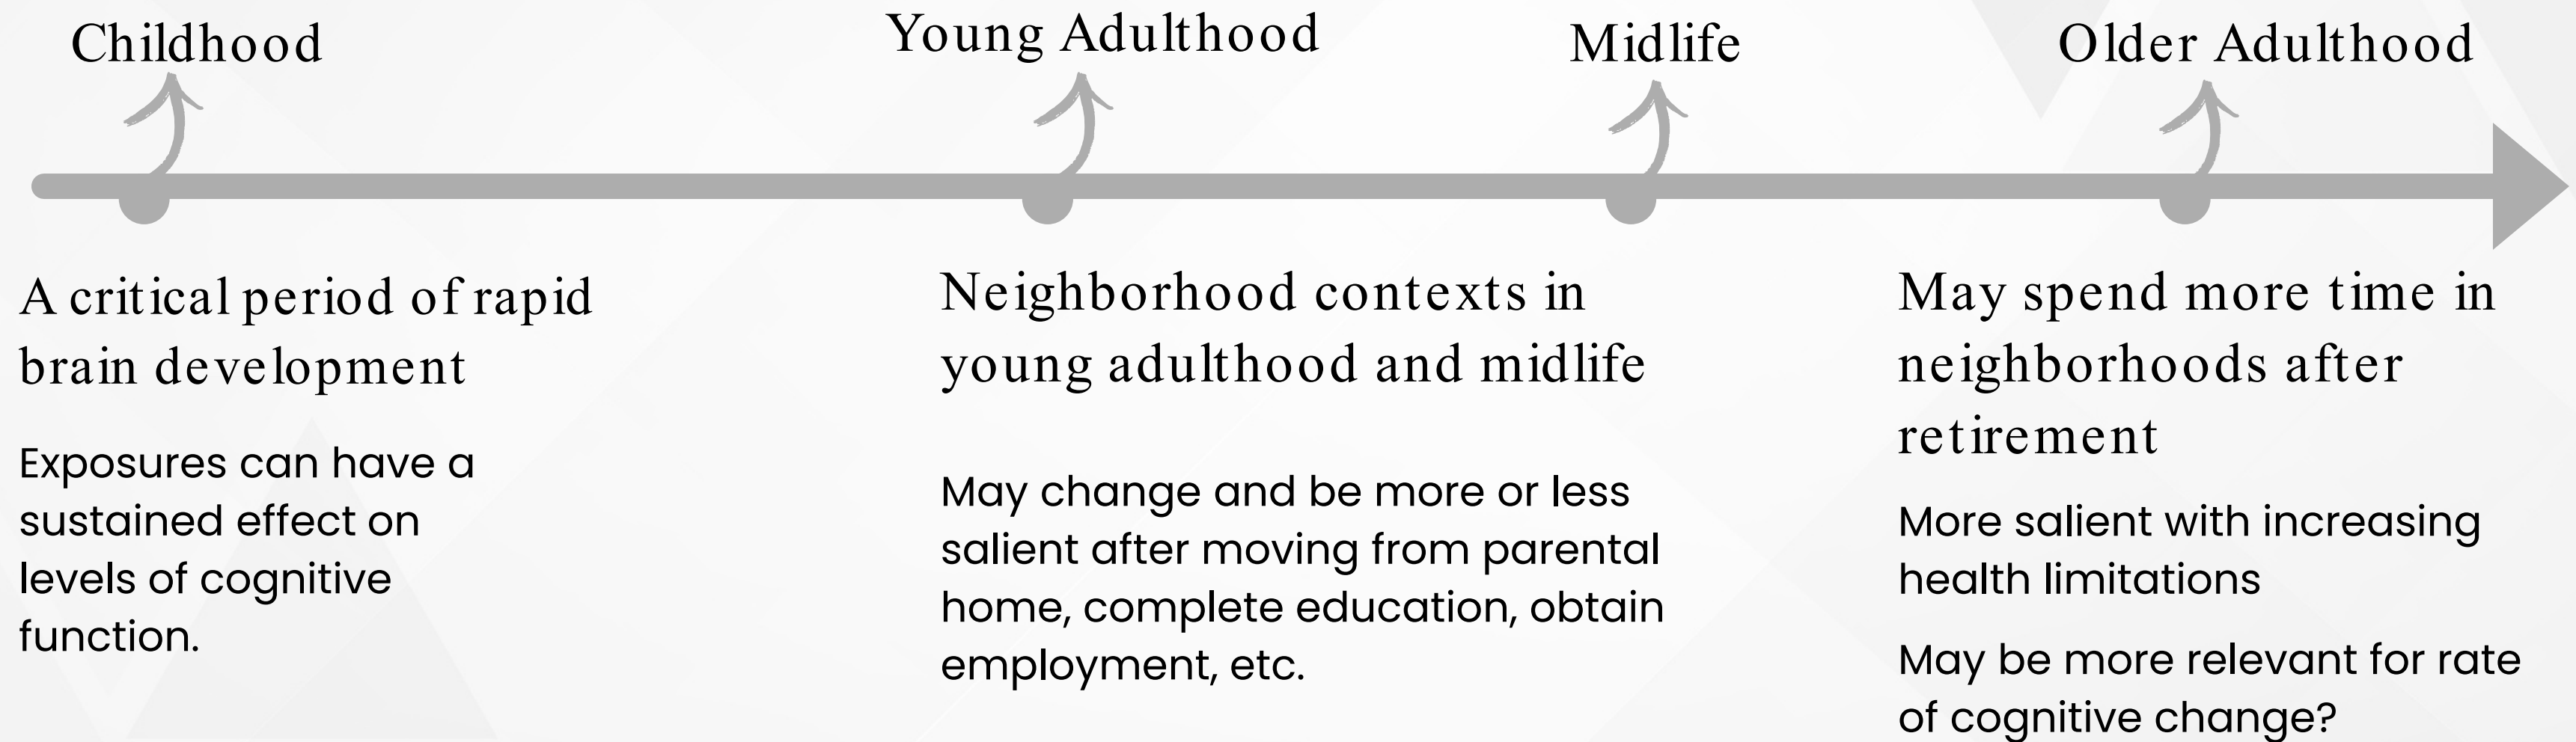 Childhood
Young Adulthood
Midlife
Older Adulthood
A critical period of rapid
brain development
Exposures can have a
sustained effect on
levels of cognitive
function.
Neighborhood contexts in
young adulthood and midlife
May change and be more or less
salient after moving from parental
home, complete education, obtain
employment, etc.
May spend more time in
neighborhoods after
retirement
More salient with increasing
health limitations
May be more relevant for rate
of cognitive change?